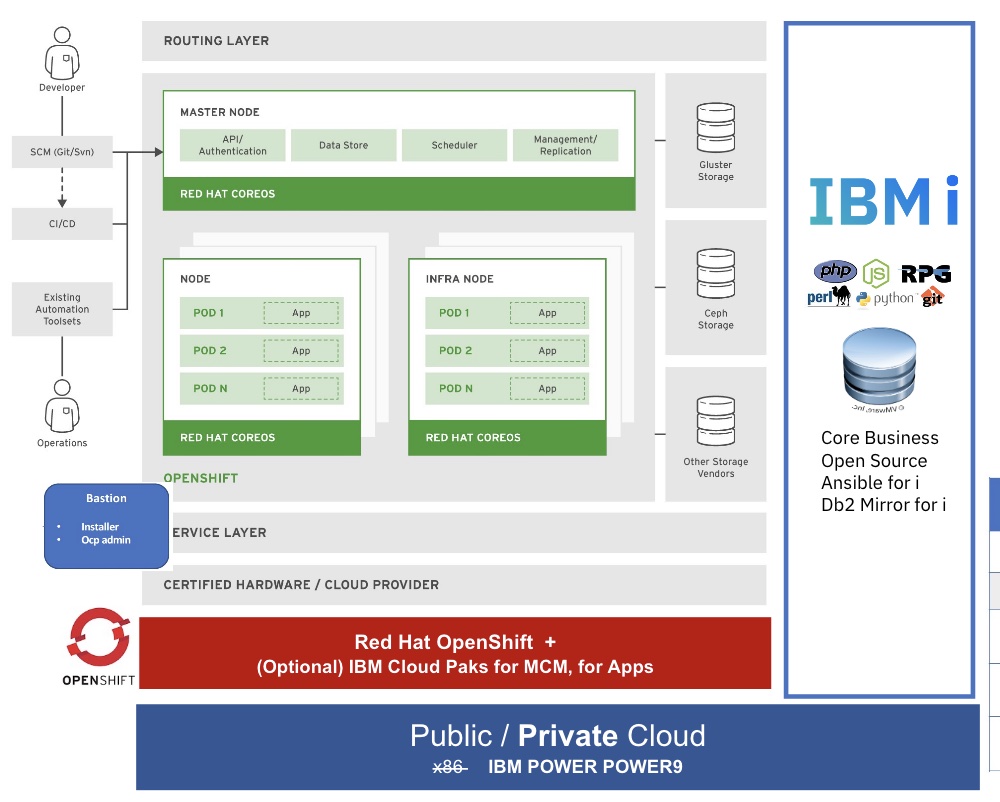 ROUTING LAYER
Developer
SCM (Git/Svn)
CI/CD
Existing
Automation
Toolsets
Operations
MASTER NODE
API/
Authentication
Data Store
Scheduler
Management/
Replication
RED HAT COREOS
NODE
POD 1
App
POD 2
App
POD N
App
RED HAT COREOS
INFRA NODE
POD 1
App
POD 2
App
POD N
App
RED HAT COREOS
OPENSHIFT
Gluster
Storage
Ceph
Storage
Other Storage
Vendors
Bastion
• Installer
• Ocp admin
ERVICE LAYER
CERTIFIED HARDWARE / CLOUD PROVIDER
OPENSHIFT
Red Hat OpenShift +
(Optional) IBM Cloud Paks for MCM, for Apps
Public / Private Cloud
x86 IBM POWER POWER9
IBM i
php JS RPG
perl python git
© VMware, Inc.
Core Business
Open Source
Ansible for i
Db2 Mirror for i